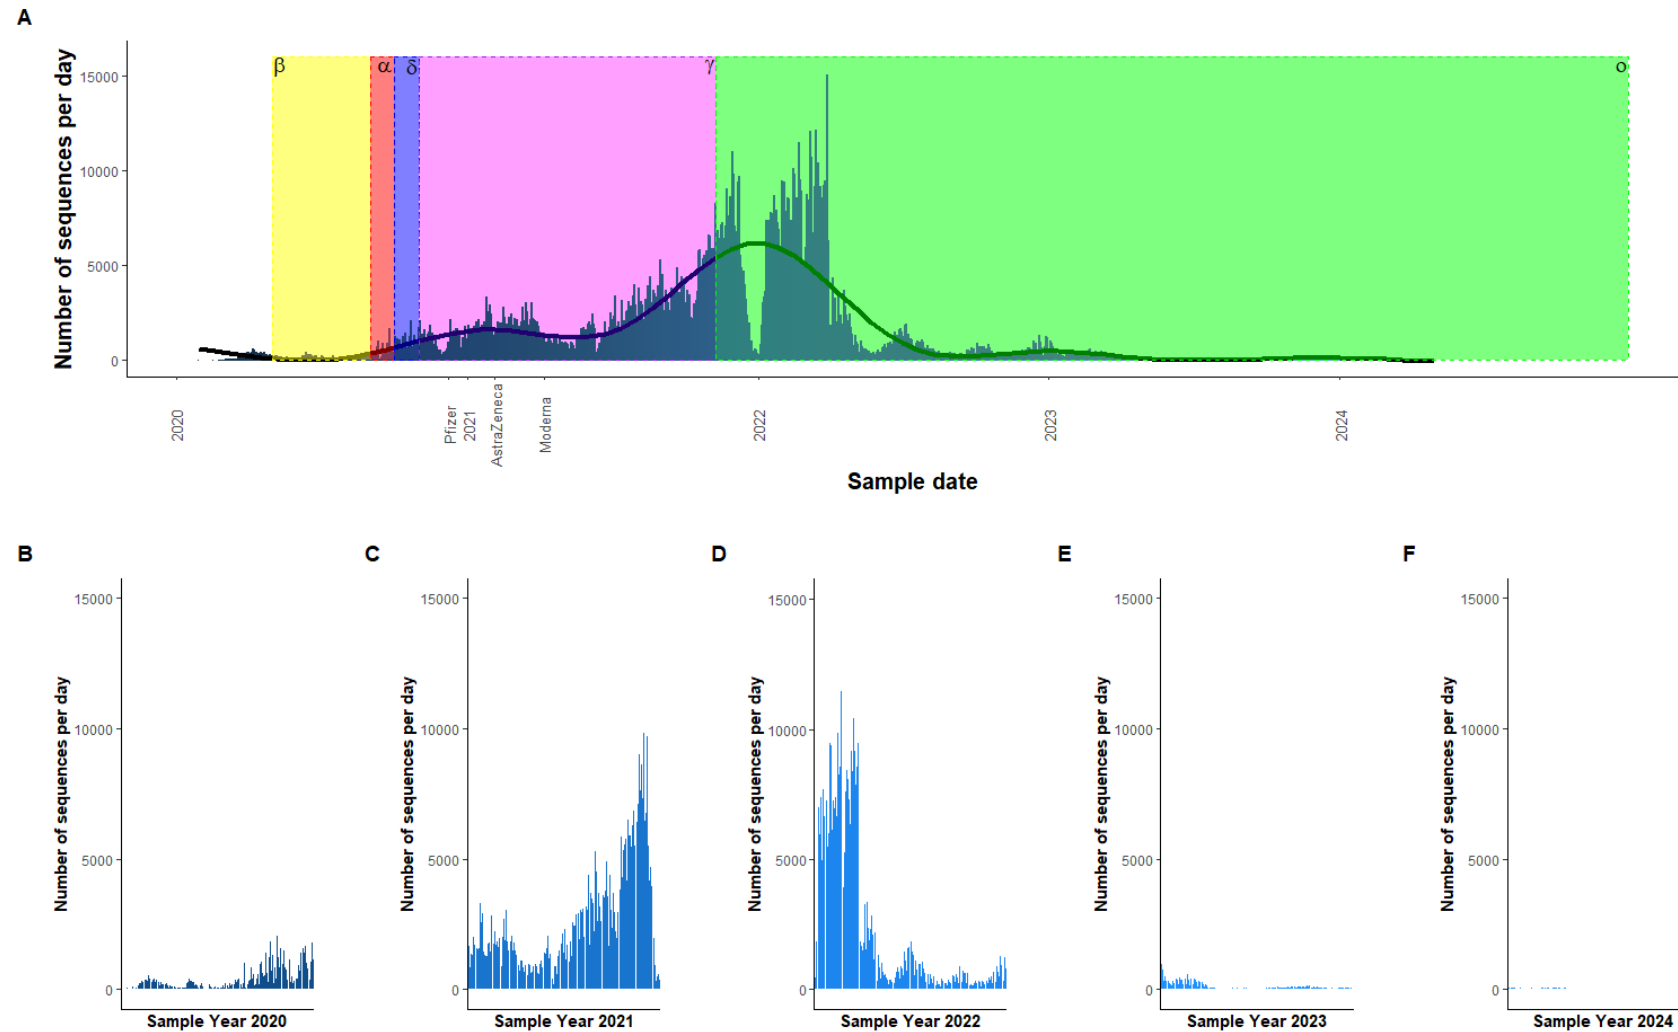 A
Number of sequences per day
15000
10000
5000
0
β
α
δ
γ
ο
2020
Pfizer
2021
AstraZeneca
Moderna
2022
2023
2024
Sample date
B
Number of sequences per day
15000
10000
5000
0
Sample Year 2020
C
Number of sequences per day
15000
10000
5000
0
Sample Year 2021
D
Number of sequences per day
15000
10000
5000
0
Sample Year 2022
E
Number of sequences per day
15000
10000
5000
0
Sample Year 2023
F
Number of sequences per day
15000
10000
5000
0
Sample Year 2024